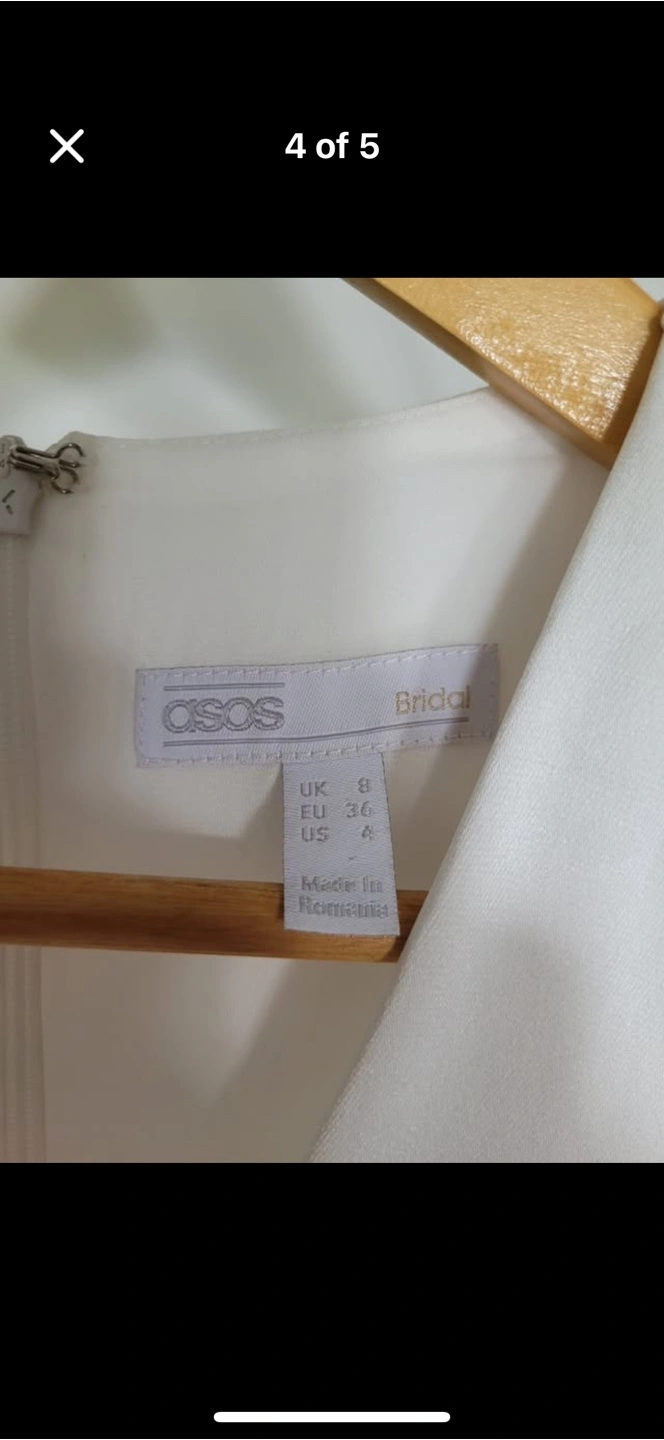 4 of 5
asos Bridal
UK 8
EU 36
US 4
-
Made in
Romania